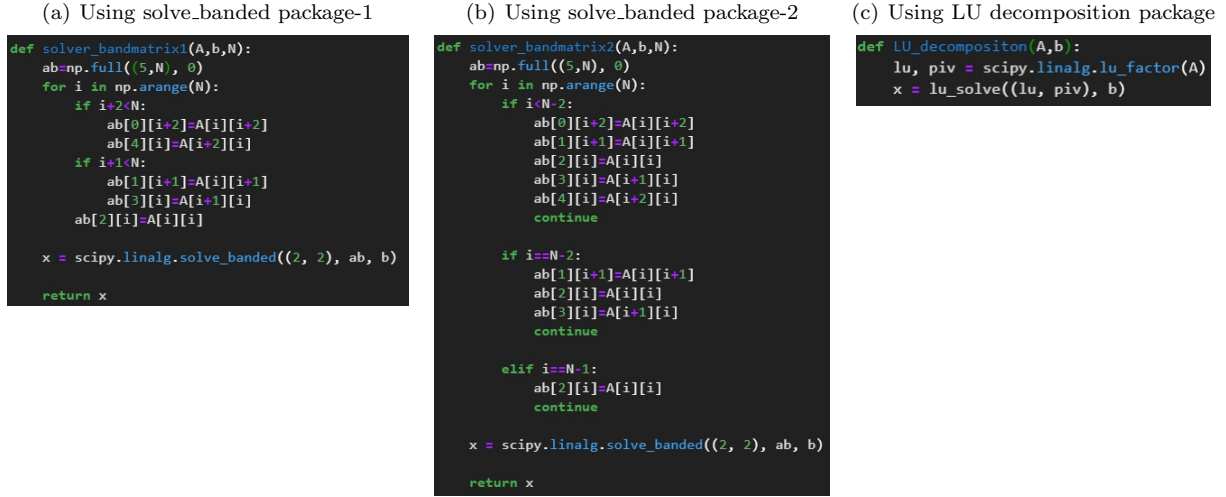 (a) Using solve_banded package-1
def solver_bandmatrix1(A,b,N):
    ab=np.full((5,N), 0)
    for i in np.arange(N):
        if i+2<N:
            ab[0][i+2]=A[i][i+2]
            ab[4][i]=A[i+2][i]
        if i+1<N:
            ab[1][i+1]=A[i][i+1]
            ab[3][i]=A[i+1][i]
        ab[2][i]=A[i][i]
    x = scipy.linalg.solve_banded((2, 2), ab, b)
    return x
(b) Using solve_banded package-2
def solver_bandmatrix2(A,b,N):
    ab=np.full((5,N), 0)
    for i in np.arange(N):
        if i<N-2:
            ab[0][i+2]=A[i][i+2]
            ab[1][i+1]=A[i][i+1]
            ab[2][i]=A[i][i]
            ab[3][i]=A[i+1][i]
            ab[4][i]=A[i+2][i]
            continue
        if i==N-2:
            ab[1][i+1]=A[i][i+1]
            ab[2][i]=A[i][i]
            ab[3][i]=A[i+1][i]
            continue
        elif i==N-1:
            ab[2][i]=A[i][i]
            continue
    x = scipy.linalg.solve_banded((2, 2), ab, b)
    return x
(c) Using LU decomposition package
def LU_decompositon(A,b):
    lu, piv = scipy.linalg.lu_factor(A)
    x = lu_solve((lu, piv), b)